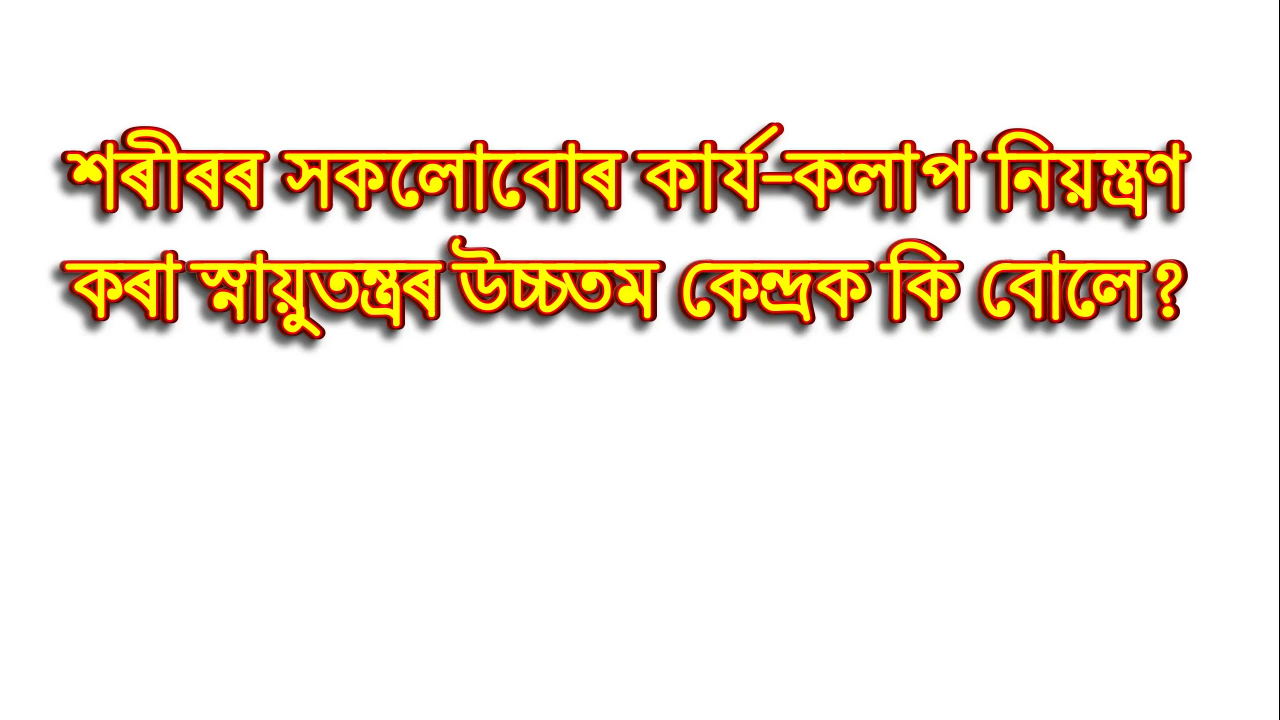 শৰীৰৰ সকলোবোৰ কাৰ্য-কলাপ নিয়ন্ত্ৰণ
কৰা স্নায়ুতন্ত্ৰৰ উচ্চতম কেন্দ্ৰক কি বোলে?